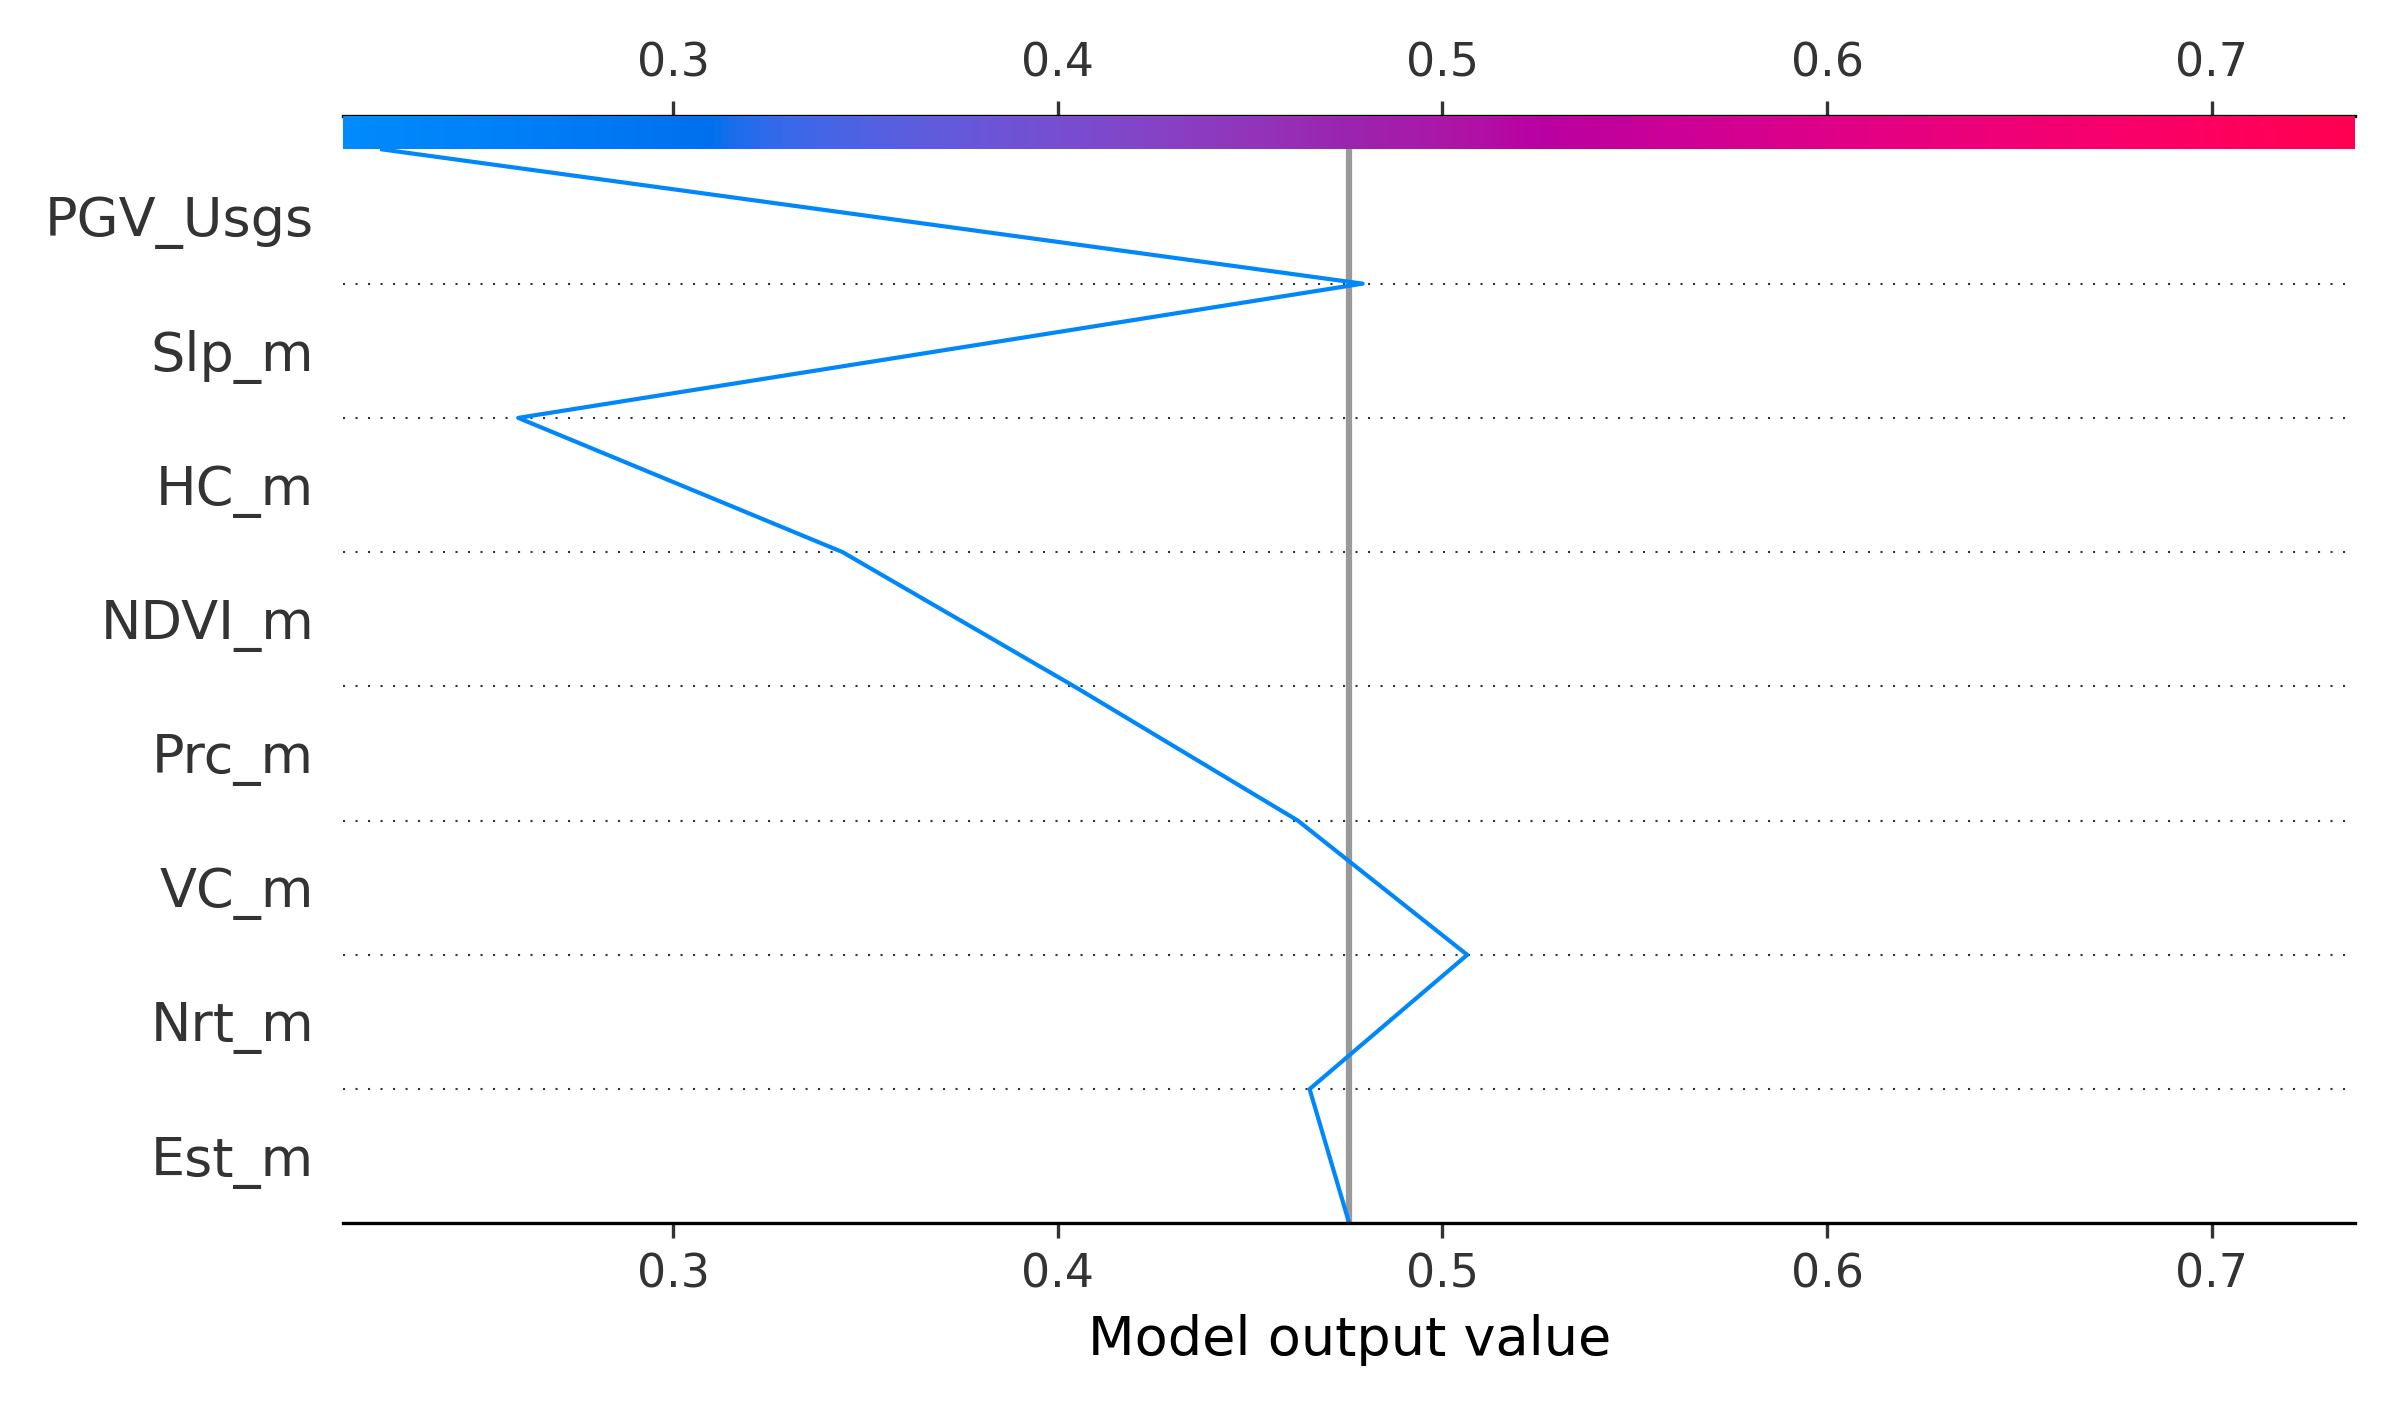 0.3 0.4 0.5 0.6 0.7
PGV_Usgs
Slp_m
HC_m
NDVI_m
Prc_m
VC_m
Nrt_m
Est_m
0.3 0.4 0.5 0.6 0.7
Model output value